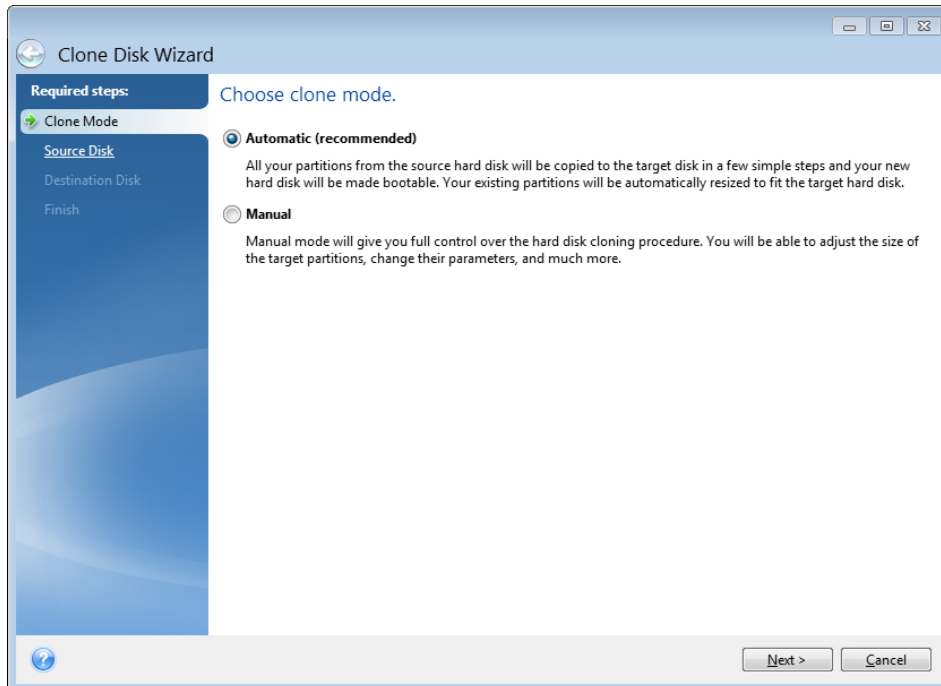 Clone Disk Wizard
Required steps:
Clone Mode
Source Disk
Destination Disk
Finish
Choose clone mode.
Automatic (recommended)
All your partitions from the source hard disk will be copied to the target disk in a few simple steps and your new
hard disk will be made bootable. Your existing partitions will be automatically resized to fit the target hard disk.
Manual
Manual mode will give you full control over the hard disk cloning procedure. You will be able to adjust the size of
the target partitions, change their parameters, and much more.
?
Next >
Cancel